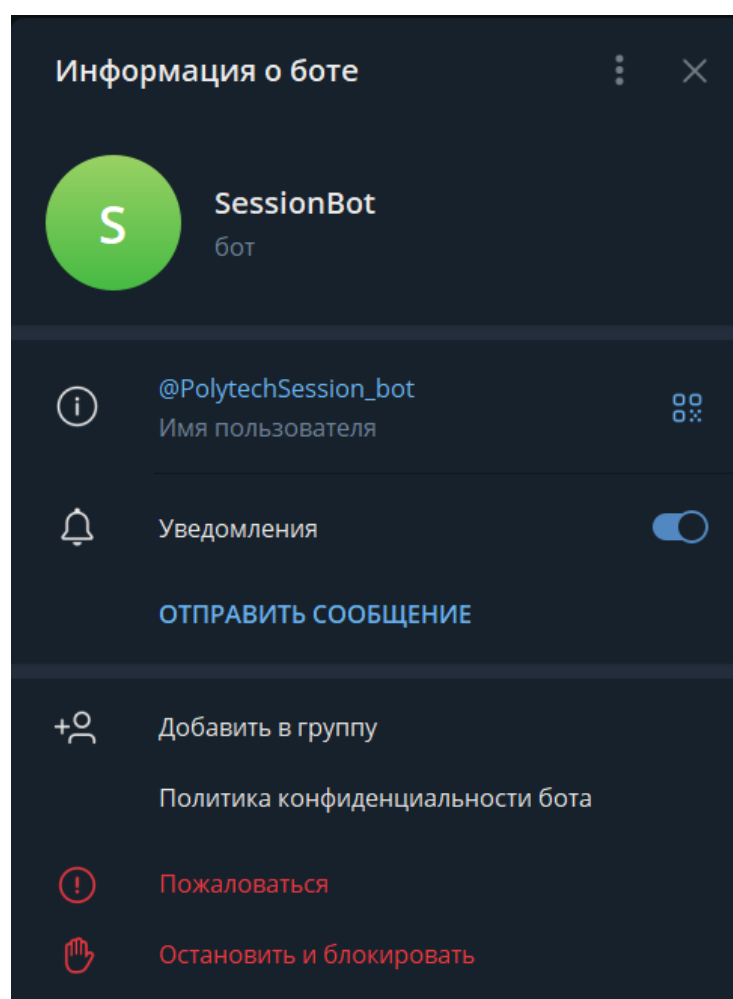 Информация о боте
S
SessionBot
бот
@PolytechSession_bot
Имя пользователя
Уведомления
ОТПРАВИТЬ СООБЩЕНИЕ
Добавить в группу
Политика конфиденциальности бота
Пожаловаться
Остановить и блокировать